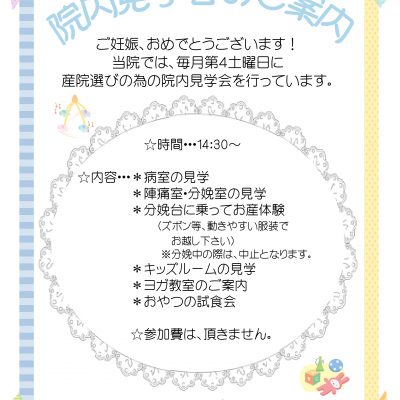 院内見学会のご案内
ご妊娠、おめでとうございます！
当院では、毎月第4土曜日に
産院選びの為の院内見学会を行っています。
☆時間･･･14:30～
☆内容･･･＊病室の見学
＊陣痛室･分娩室の見学
＊分娩台に乗ってお産体験
（ズボン等、動きやすい服装で
お越し下さい）
※分娩中の際は、中止となります。
＊キッズルームの見学
＊ヨガ教室のご案内
＊おやつの試食会
☆参加費は、頂きません。